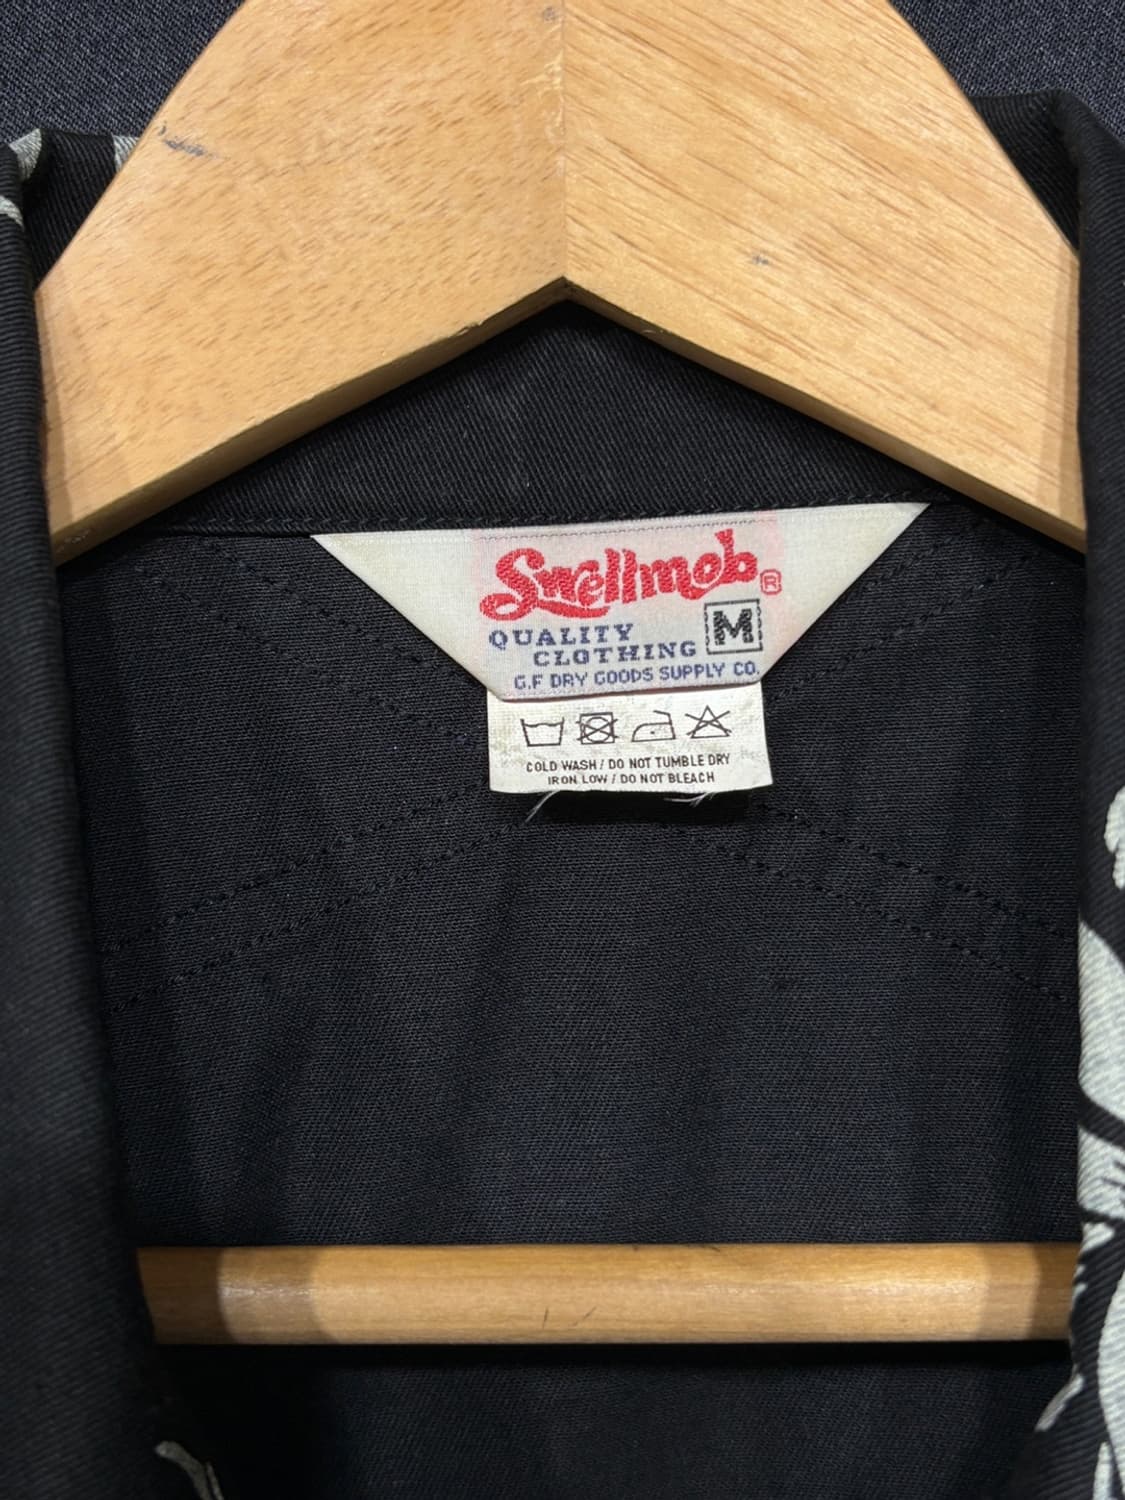 Swellmob®
M
QUALITY
CLOTHING
G.F DRY GOODS SUPPLY CO.
COLD WASH / DO NOT TUMBLE DRY
IRON LOW / DO NOT BLEACH